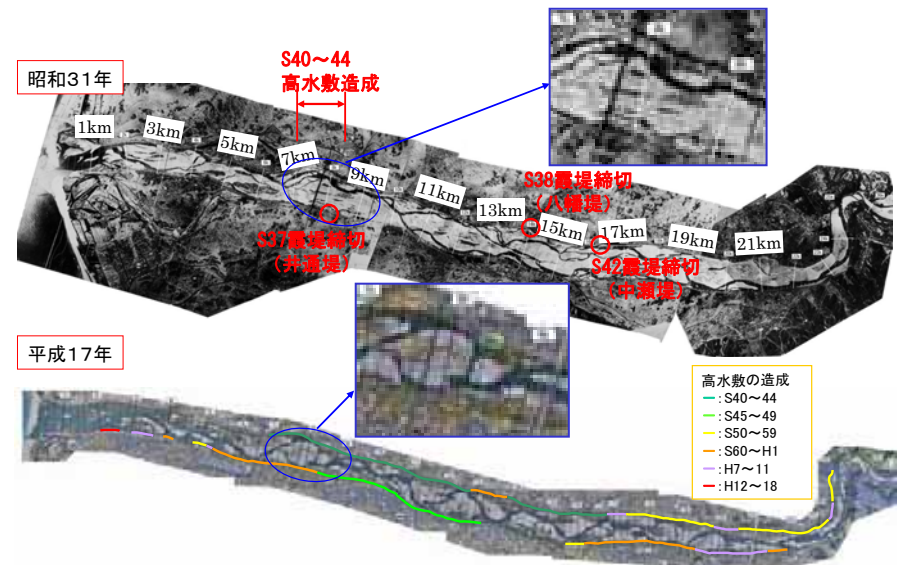 昭和31年
S40～44
高水敷造成
1km
3km
5km
7km
9km
11km
13km
15km
17km
19km
21km
S37霞堤締切
S38霞堤締切
(八幡堤)
S42霞堤締切
(中瀬堤)
平成17年
高水敷の造成
:S40～44
:S45～49
:S50～59
:S60～H1
:H7～11
:H12～18